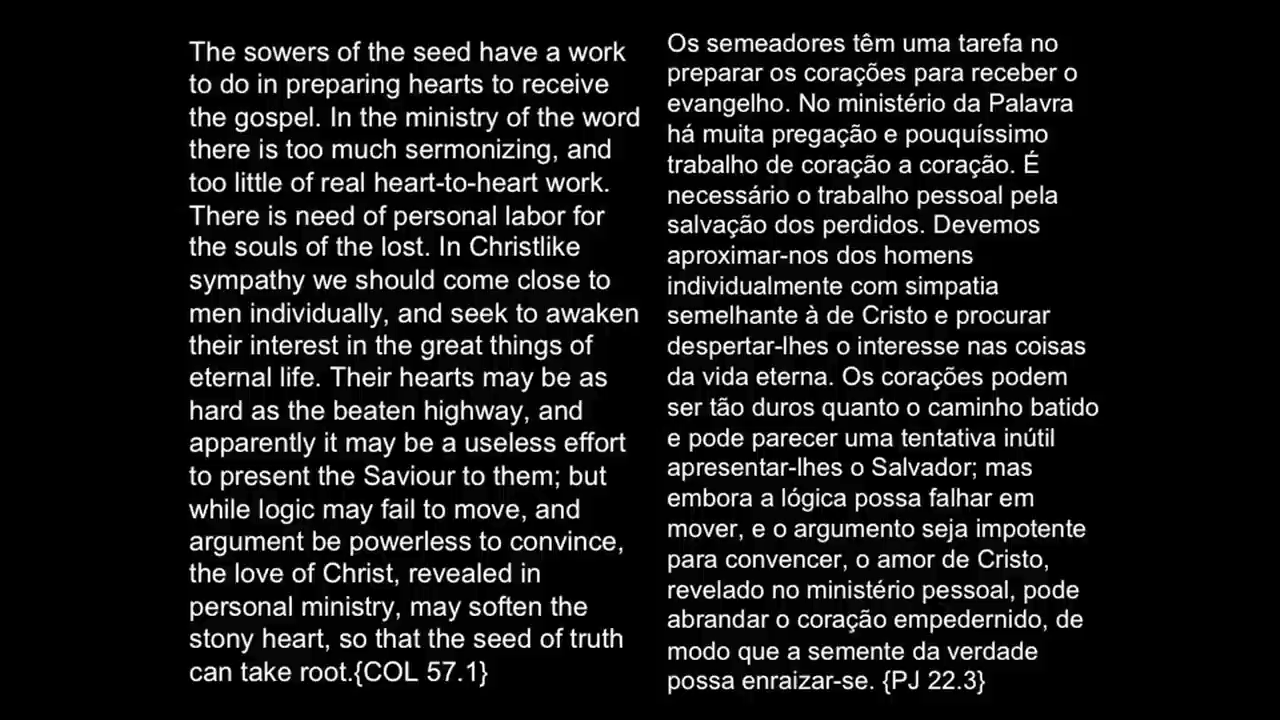 The sowers of the seed have a work
to do in preparing hearts to receive
the gospel. In the ministry of the word
there is too much sermonizing, and
too little of real heart-to-heart work.
There is need of personal labor for
the souls of the lost. In Christlike
sympathy we should come close to
men individually, and seek to awaken
their interest in the great things of
eternal life. Their hearts may be as
hard as the beaten highway, and
apparently it may be a useless effort
to present the Saviour to them; but
while logic may fail to move, and
argument be powerless to convince,
the love of Christ, revealed in
personal ministry, may soften the
stony heart, so that the seed of truth
can take root.{COL 57.1}
Os semeadores têm uma tarefa no
preparar os corações para receber o
evangelho. No ministério da Palavra
há muita pregação e pouquíssimo
trabalho de coração a coração. É
necessário o trabalho pessoal pela
salvação dos perdidos. Devemos
aproximar-nos dos homens
individualmente com simpatia
semelhante à de Cristo e procurar
despertar-lhes o interesse nas coisas
da vida eterna. Os corações podem
ser tão duros quanto o caminho batido
e pode parecer uma tentativa inútil
apresentar-lhes o Salvador; mas
embora a lógica possa falhar em
mover, e o argumento seja impotente
para convencer, o amor de Cristo,
revelado no ministério pessoal, pode
abrandar o coração empedernido, de
modo que a semente da verdade
possa enraizar-se. {PJ 22.3}